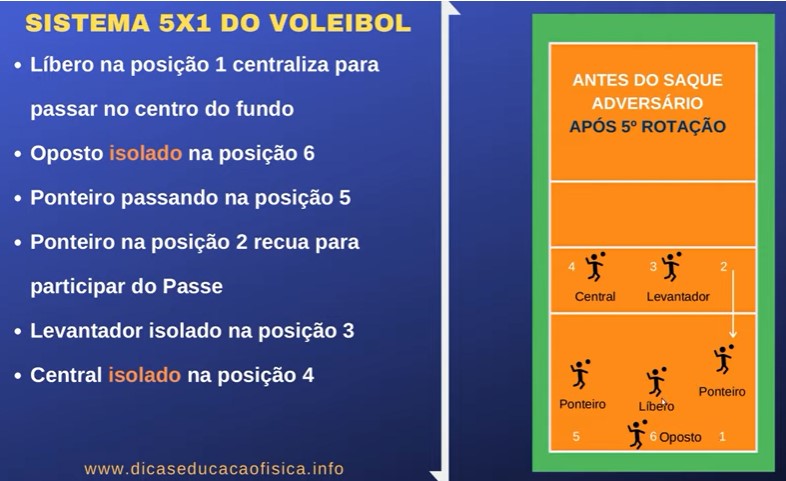 SISTEMA 5X1 DO VOLEIBOL
• Líbero na posição 1 centraliza para
passar no centro do fundo
• Oposto isolado na posição 6
• Ponteiro passando na posição 5
• Ponteiro na posição 2 recua para
participar do Passe
• Levantador isolado na posição 3
• Central isolado na posição 4
www.dicaseducacaofisica.info
ANTES DO SAQUE
ADVERSÁRIO
APÓS 5º ROTAÇÃO
4 3 2
Central Levantador
Ponteiro
Ponteiro Líbero
5 6 Oposto 1